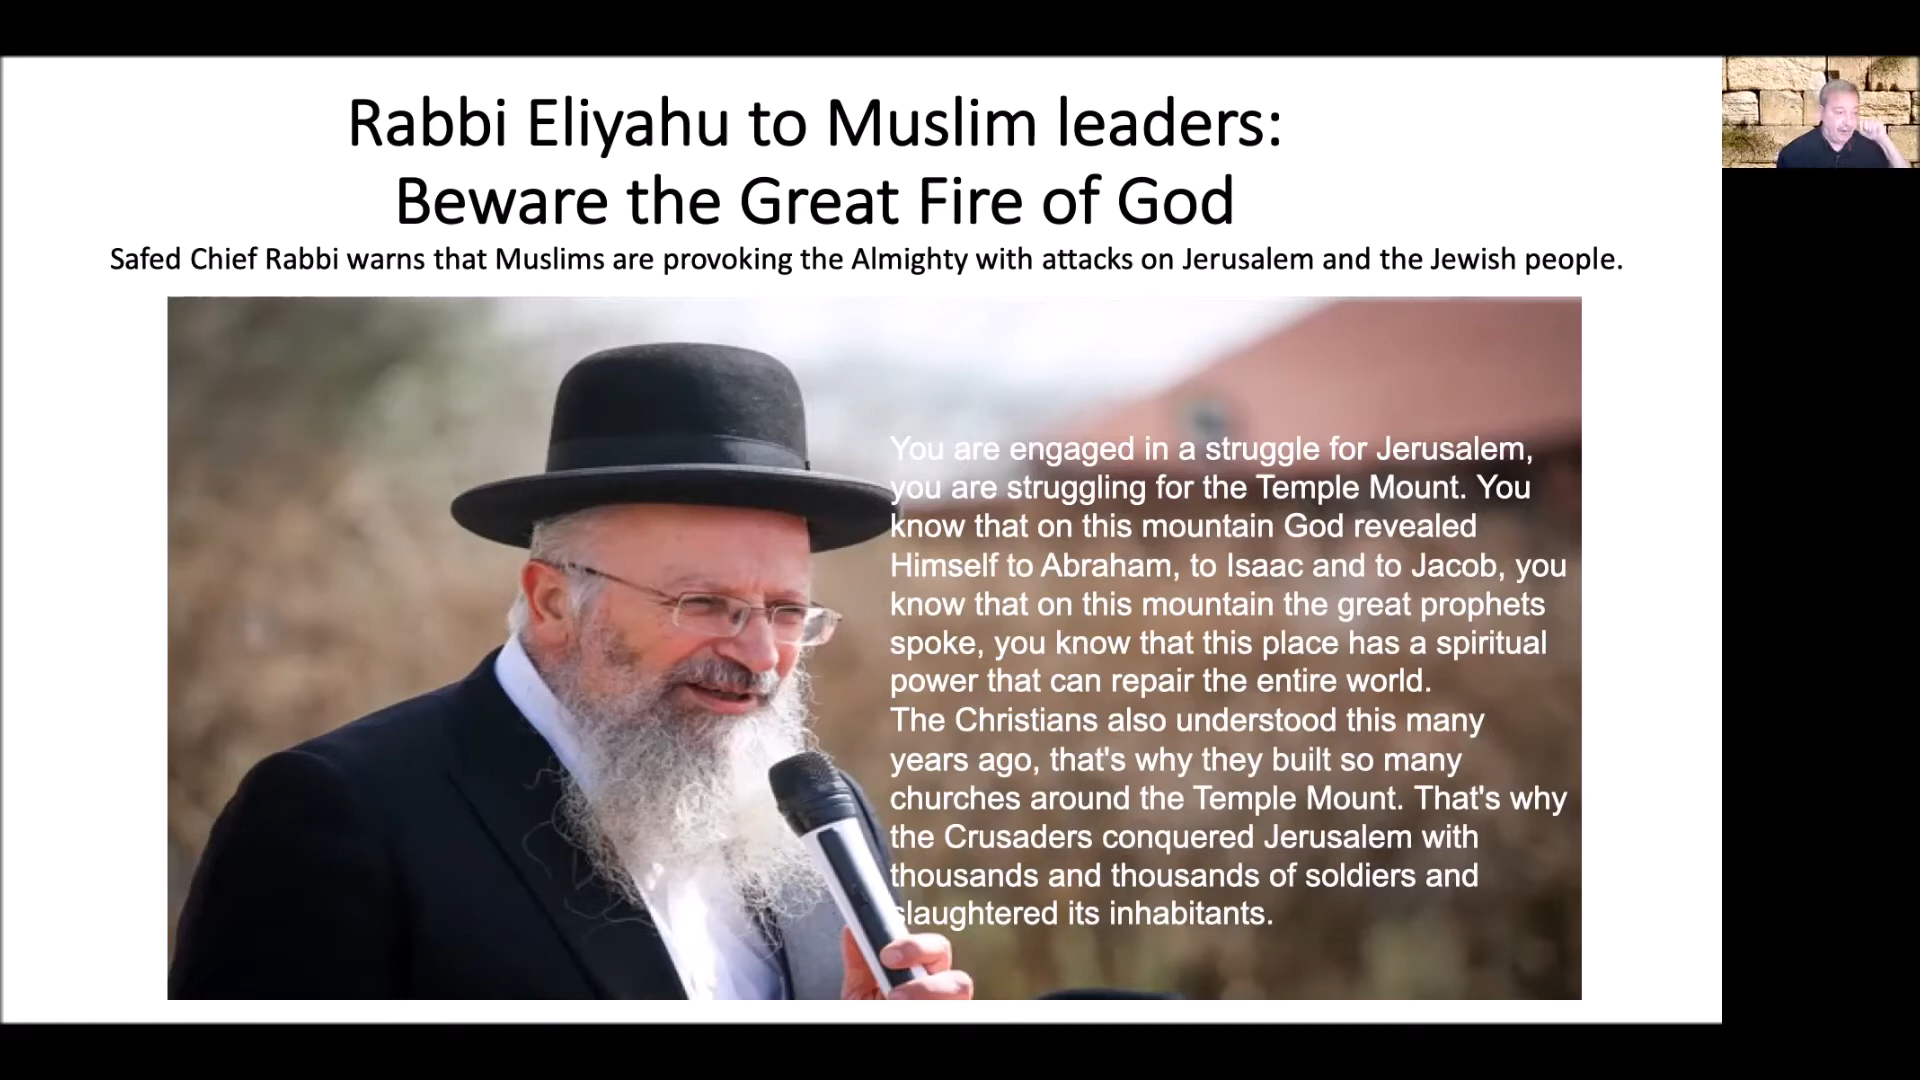 Rabbi Eliyahu to Muslim leaders:
Beware the Great Fire of God
Safed Chief Rabbi warns that Muslims are provoking the Almighty with attacks on Jerusalem and the Jewish people.
You are engaged in a struggle for Jerusalem,
you are struggling for the Temple Mount. You
know that on this mountain God revealed
Himself to Abraham, to Isaac and to Jacob, you
know that on this mountain the great prophets
spoke, you know that this place has a spiritual
power that can repair the entire world.
The Christians also understood this many
years ago, that's why they built so many
churches around the Temple Mount. That's why
the Crusaders conquered Jerusalem with
thousands and thousands of soldiers and
slaughtered its inhabitants.